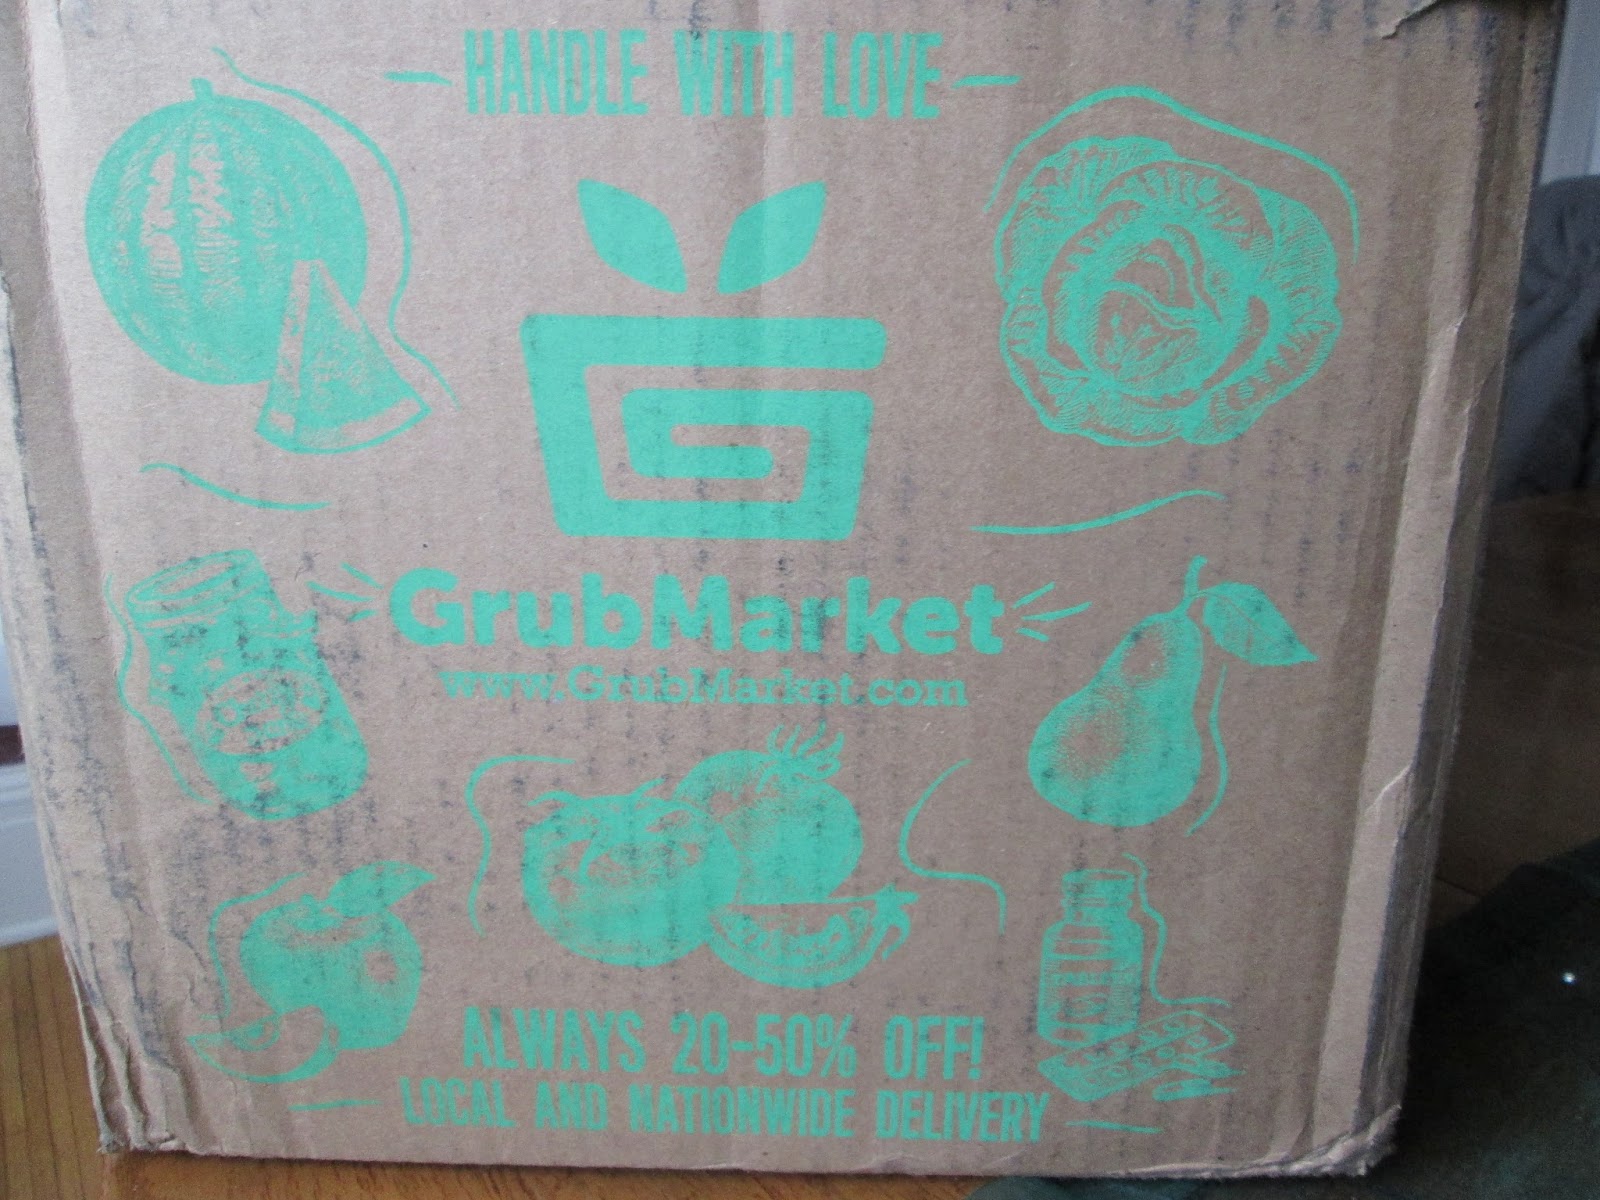 HANDLE WITH LOVE
GrubMarket
www.GrubMarket.com
ALWAYS 20-50% OFF!
LOCAL AND NATIONWIDE DELIVERY